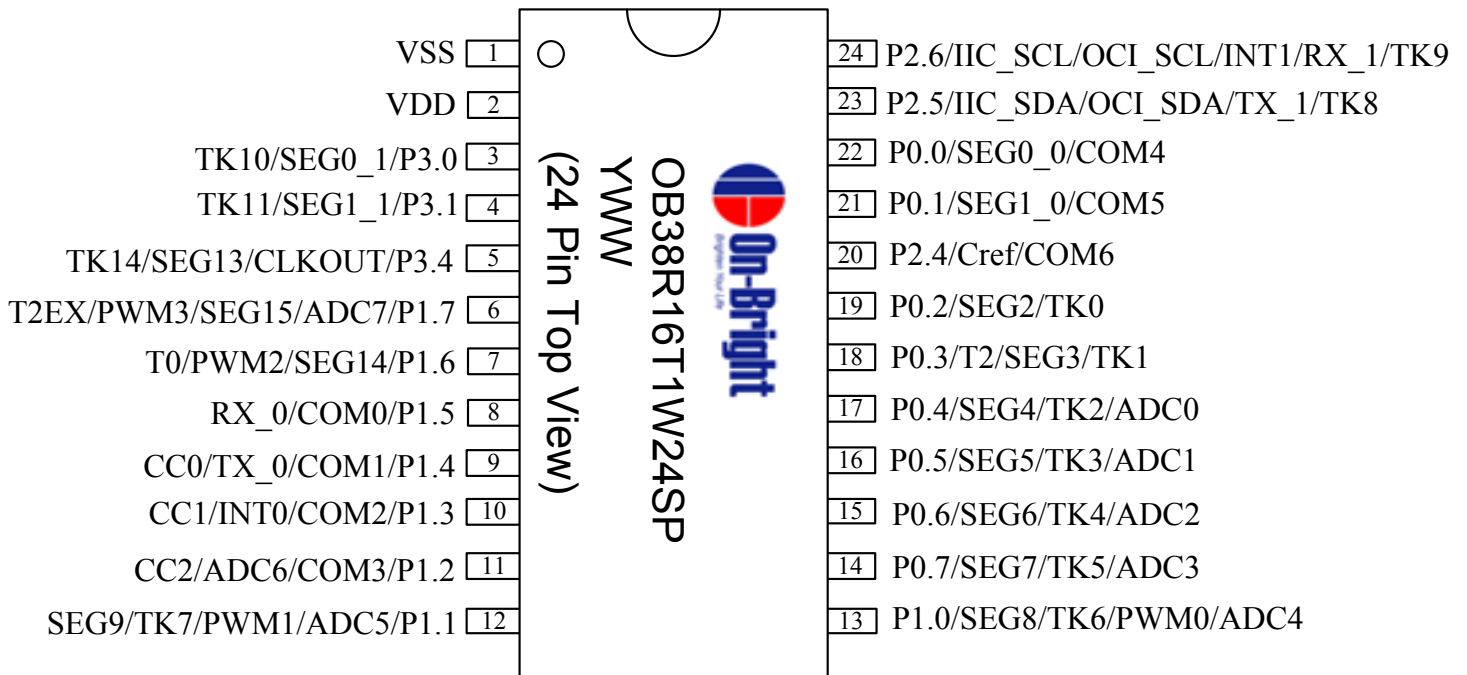 VSS 1
VDD 2
TK10/SEG0_1/P3.0 3
TK11/SEG1_1/P3.1 4
TK14/SEG13/CLKOUT/P3.4 5
T2EX/PWM3/SEG15/ADC7/P1.7 6
T0/PWM2/SEG14/P1.6 7
RX_0/COM0/P1.5 8
CC0/TX_0/COM1/P1.4 9
CC1/INT0/COM2/P1.3 10
CC2/ADC6/COM3/P1.2 11
SEG9/TK7/PWM1/ADC5/P1.1 12
On-Bright
Brighten Your Life
OB38R16T1W24SP
YWW
(24 Pin Top View)
24 P2.6/IIC_SCL/OCI_SCL/INT1/RX_1/TK9
23 P2.5/IIC_SDA/OCI_SDA/TX_1/TK8
22 P0.0/SEG0_0/COM4
21 P0.1/SEG1_0/COM5
20 P2.4/Cref/COM6
19 P0.2/SEG2/TK0
18 P0.3/T2/SEG3/TK1
17 P0.4/SEG4/TK2/ADC0
16 P0.5/SEG5/TK3/ADC1
15 P0.6/SEG6/TK4/ADC2
14 P0.7/SEG7/TK5/ADC3
13 P1.0/SEG8/TK6/PWM0/ADC4